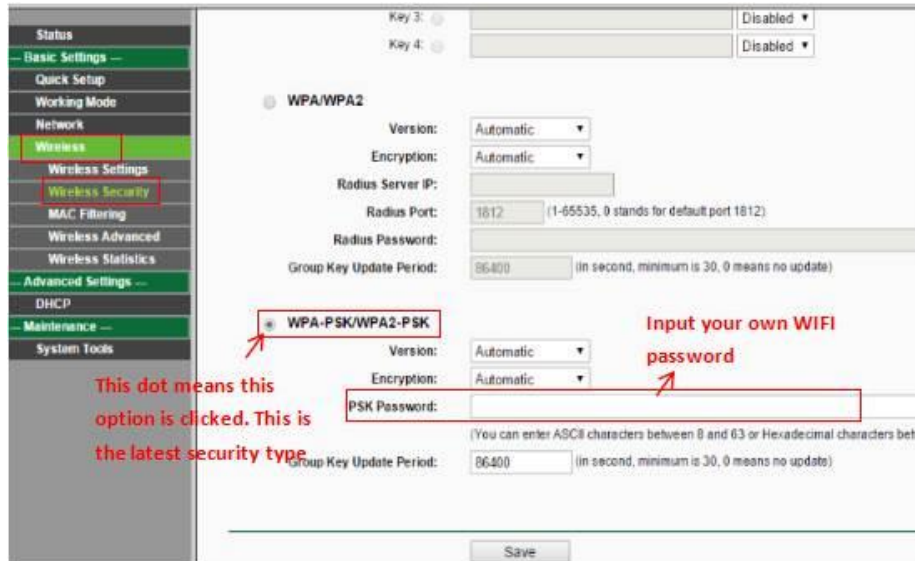 Status
— Basic Settings —
Quick Setup
Working Mode
Network
Wireless
Wireless Settings
Wireless Security
MAC Filtering
Wireless Advanced
Wireless Statistics
— Advanced Settings —
DHCP
— Maintenance —
System Tools
Key 3: Disabled
Key 4: Disabled
WPA/WPA2
Version: Automatic
Encryption: Automatic
Radius Server IP:
Radius Port: 1812 (1-65535, 0 stands for default port 1812)
Radius Password:
Group Key Update Period: 86400 (in second, minimum is 30, 0 means no update)
WPA-PSK/WPA2-PSK
Version: Automatic
Encryption: Automatic
PSK Password:
(You can enter ASCII characters between 8 and 63 or Hexadecimal characters bet
Group Key Update Period: 86400 (in second, minimum is 30, 0 means no update)
Save
This dot means this
option is clicked. This is
the latest security type
Input your own WIFI
password